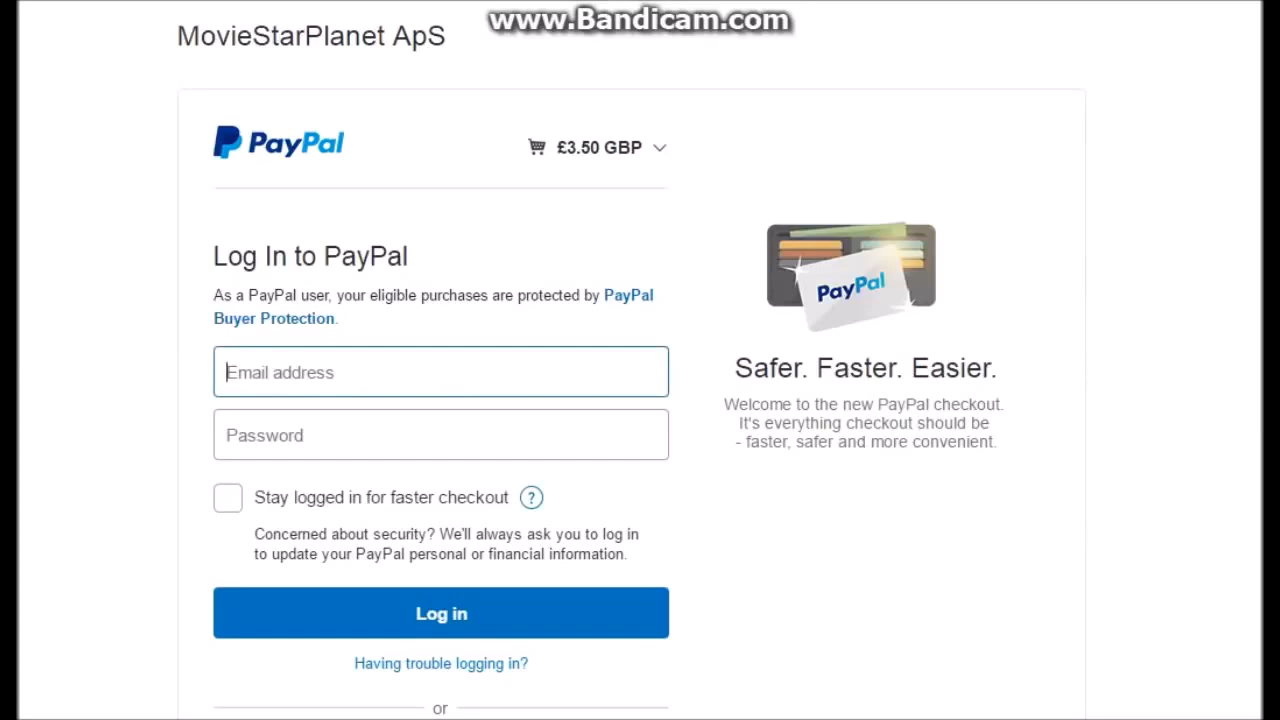 www.Bandicam.com
MovieStarPlanet ApS
PayPal
£3.50 GBP
Log In to PayPal
As a PayPal user, your eligible purchases are protected by PayPal
Buyer Protection.
Email address
Password
Stay logged in for faster checkout ?
Concerned about security? We'll always ask you to log in
to update your PayPal personal or financial information.
Log in
Having trouble logging in?
or
PayPal
Safer. Faster. Easier.
Welcome to the new PayPal checkout.
It's everything checkout should be
- faster, safer and more convenient.